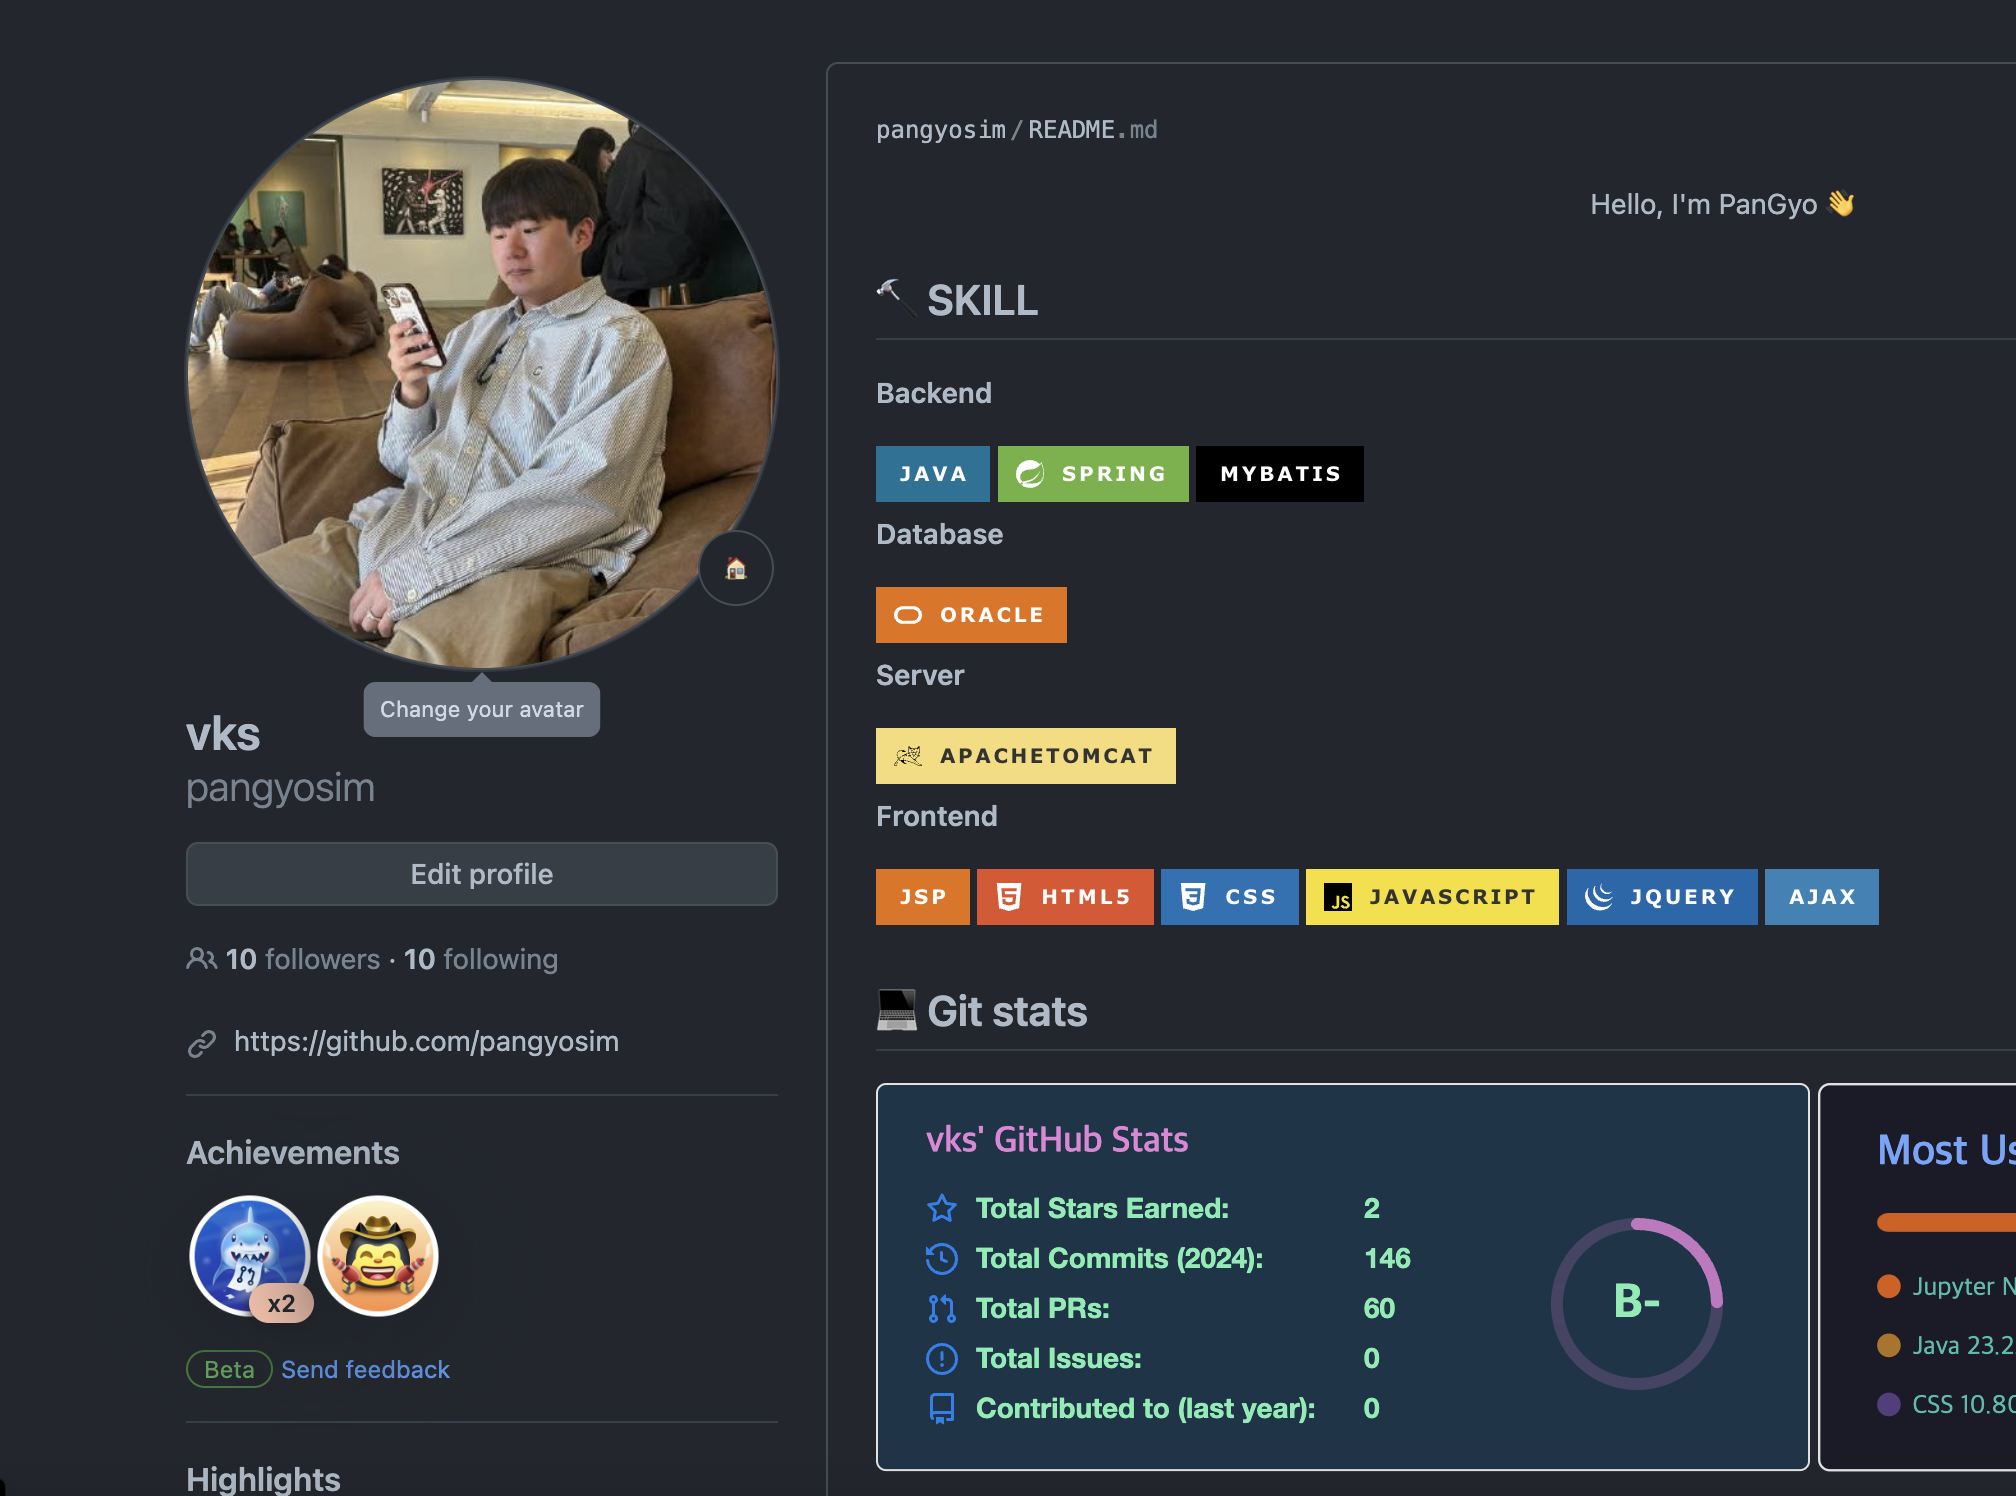 pangyosim/README.md
Hello, I'm PanGyo 👋
SKILL
Backend
JAVA SPRING MYBATIS
Database
ORACLE
Server
APACHETOMCAT
Frontend
JSP HTML5 CSS JS JAVASCRIPT JQUERY AJAX
Git stats
vks' GitHub Stats
Total Stars Earned: 2
Total Commits (2024): 146
Total PRs: 60
Total Issues: 0
Contributed to (last year): 0
B-
Most Us
Jupyter N
Java 23.2
CSS 10.80
Change your avatar
vks
pangyosim
Edit profile
10 followers · 10 following
https://github.com/pangyosim
Achievements
x2
Beta Send feedback
Highlights